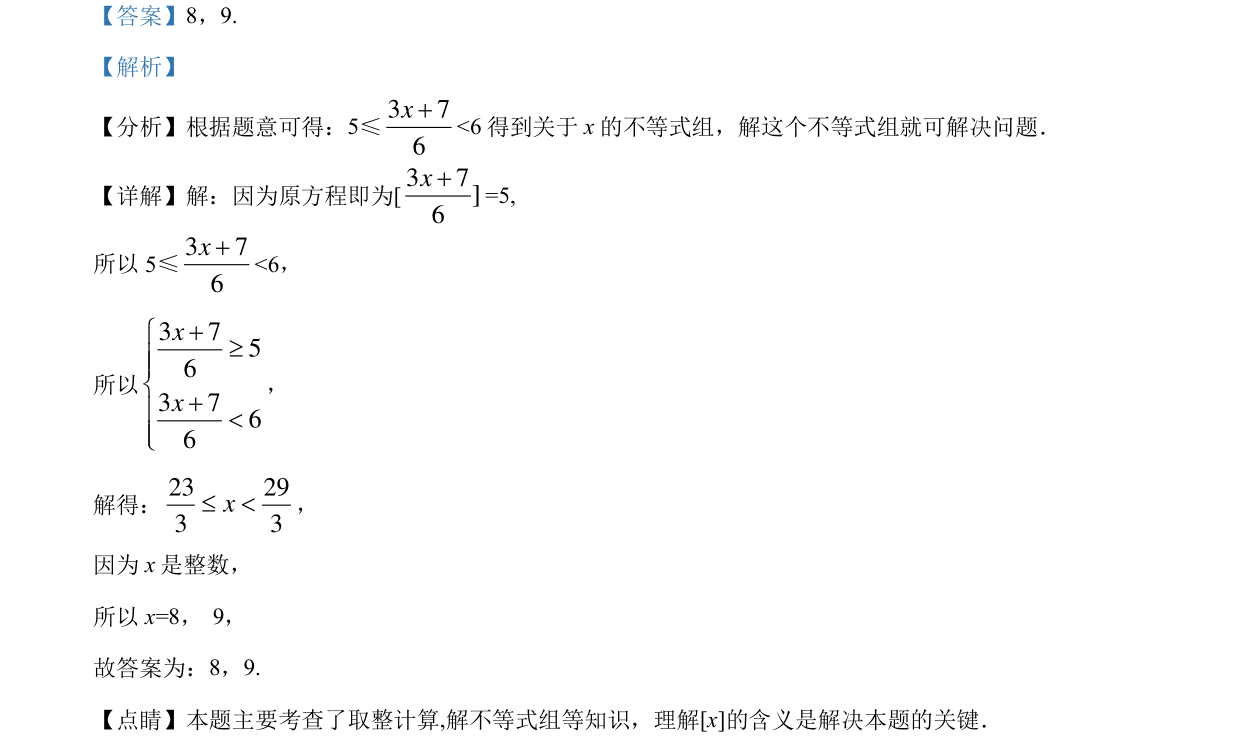 【答案】8，9.
【解析】
【分析】根据题意可得：5≤(3x+7)/6<6 得到关于 x 的不等式组，解这个不等式组就可解决问题．
【详解】解：因为原方程即为[(3x+7)/6]=5,
所以 5≤(3x+7)/6<6，
所以{(3x+7)/6≥5
(3x+7)/6<6，
解得：23/3≤x<29/3，
因为 x 是整数，
所以 x=8， 9，
故答案为：8，9.
【点睛】本题主要考查了取整计算,解不等式组等知识，理解[x]的含义是解决本题的关键．